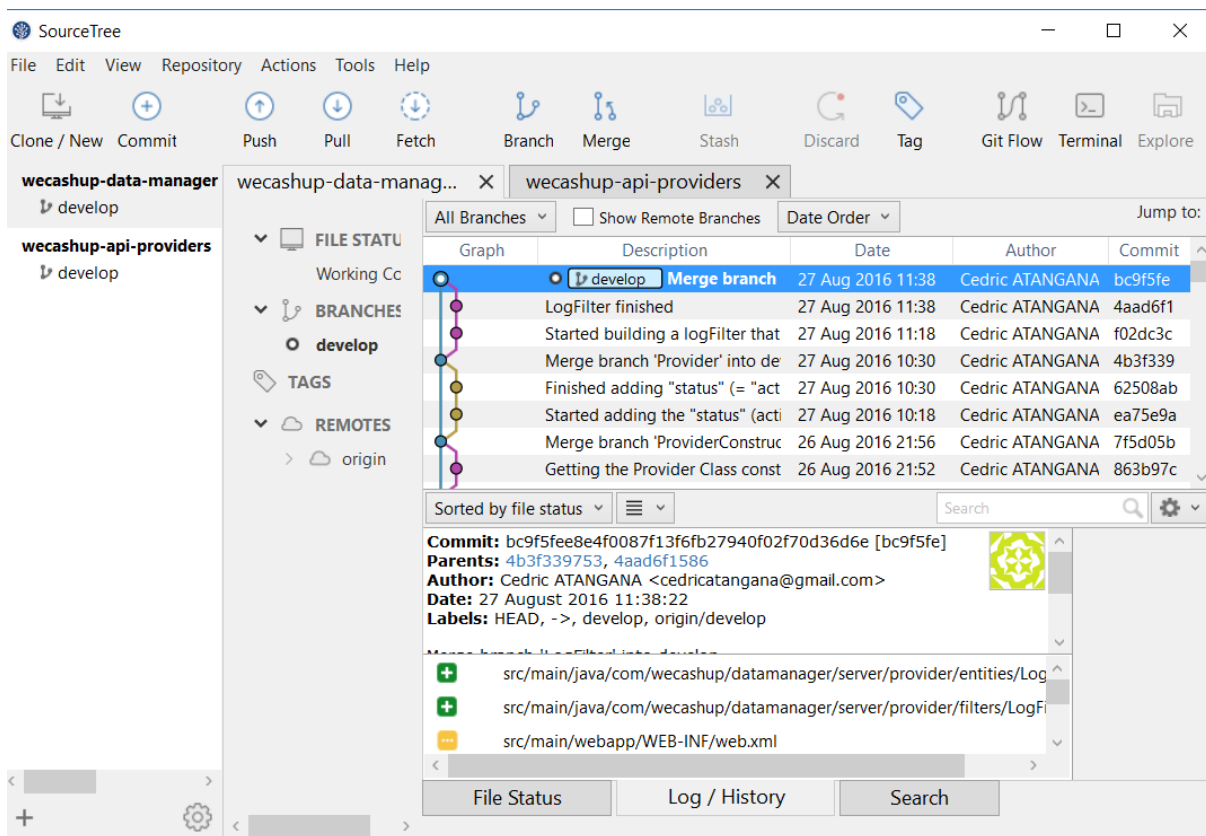 SourceTree
File Edit View Repository Actions Tools Help
Clone / New Commit Push Pull Fetch Branch Merge Stash Discard Tag Git Flow Terminal Explore
wecashup-data-manager
develop
wecashup-api-providers
develop
wecashup-data-manag... wecashup-api-providers
FILE STATU
Working Co
BRANCHES
develop
TAGS
REMOTES
origin
All Branches Show Remote Branches Date Order Jump to:
Graph Description Date Author Commit
develop Merge branch 27 Aug 2016 11:38 Cedric ATANGANA bc9f5fe
LogFilter finished 27 Aug 2016 11:38 Cedric ATANGANA 4aad6f1
Started building a logFilter that 27 Aug 2016 11:18 Cedric ATANGANA f02dc3c
Merge branch 'Provider' into de 27 Aug 2016 10:30 Cedric ATANGANA 4b3f339
Finished adding "status" (= "act 27 Aug 2016 10:30 Cedric ATANGANA 62508ab
Started adding the "status" (acti 27 Aug 2016 10:18 Cedric ATANGANA ea75e9a
Merge branch 'ProviderConstruc 26 Aug 2016 21:56 Cedric ATANGANA 7f5d05b
Getting the Provider Class const 26 Aug 2016 21:52 Cedric ATANGANA 863b97c
Sorted by file status Search
Commit: bc9f5fee8e4f0087f13f6fb27940f02f70d36d6e [bc9f5fe]
Parents: 4b3f339753, 4aad6f1586
Author: Cedric ATANGANA <cedricatangana@gmail.com>
Date: 27 August 2016 11:38:22
Labels: HEAD, ->, develop, origin/develop
Merge branch 'LogFilter' into develop
src/main/java/com/wecashup/datamanager/server/provider/entities/Log
src/main/java/com/wecashup/datamanager/server/provider/filters/LogFi
src/main/webapp/WEB-INF/web.xml
File Status Log / History Search